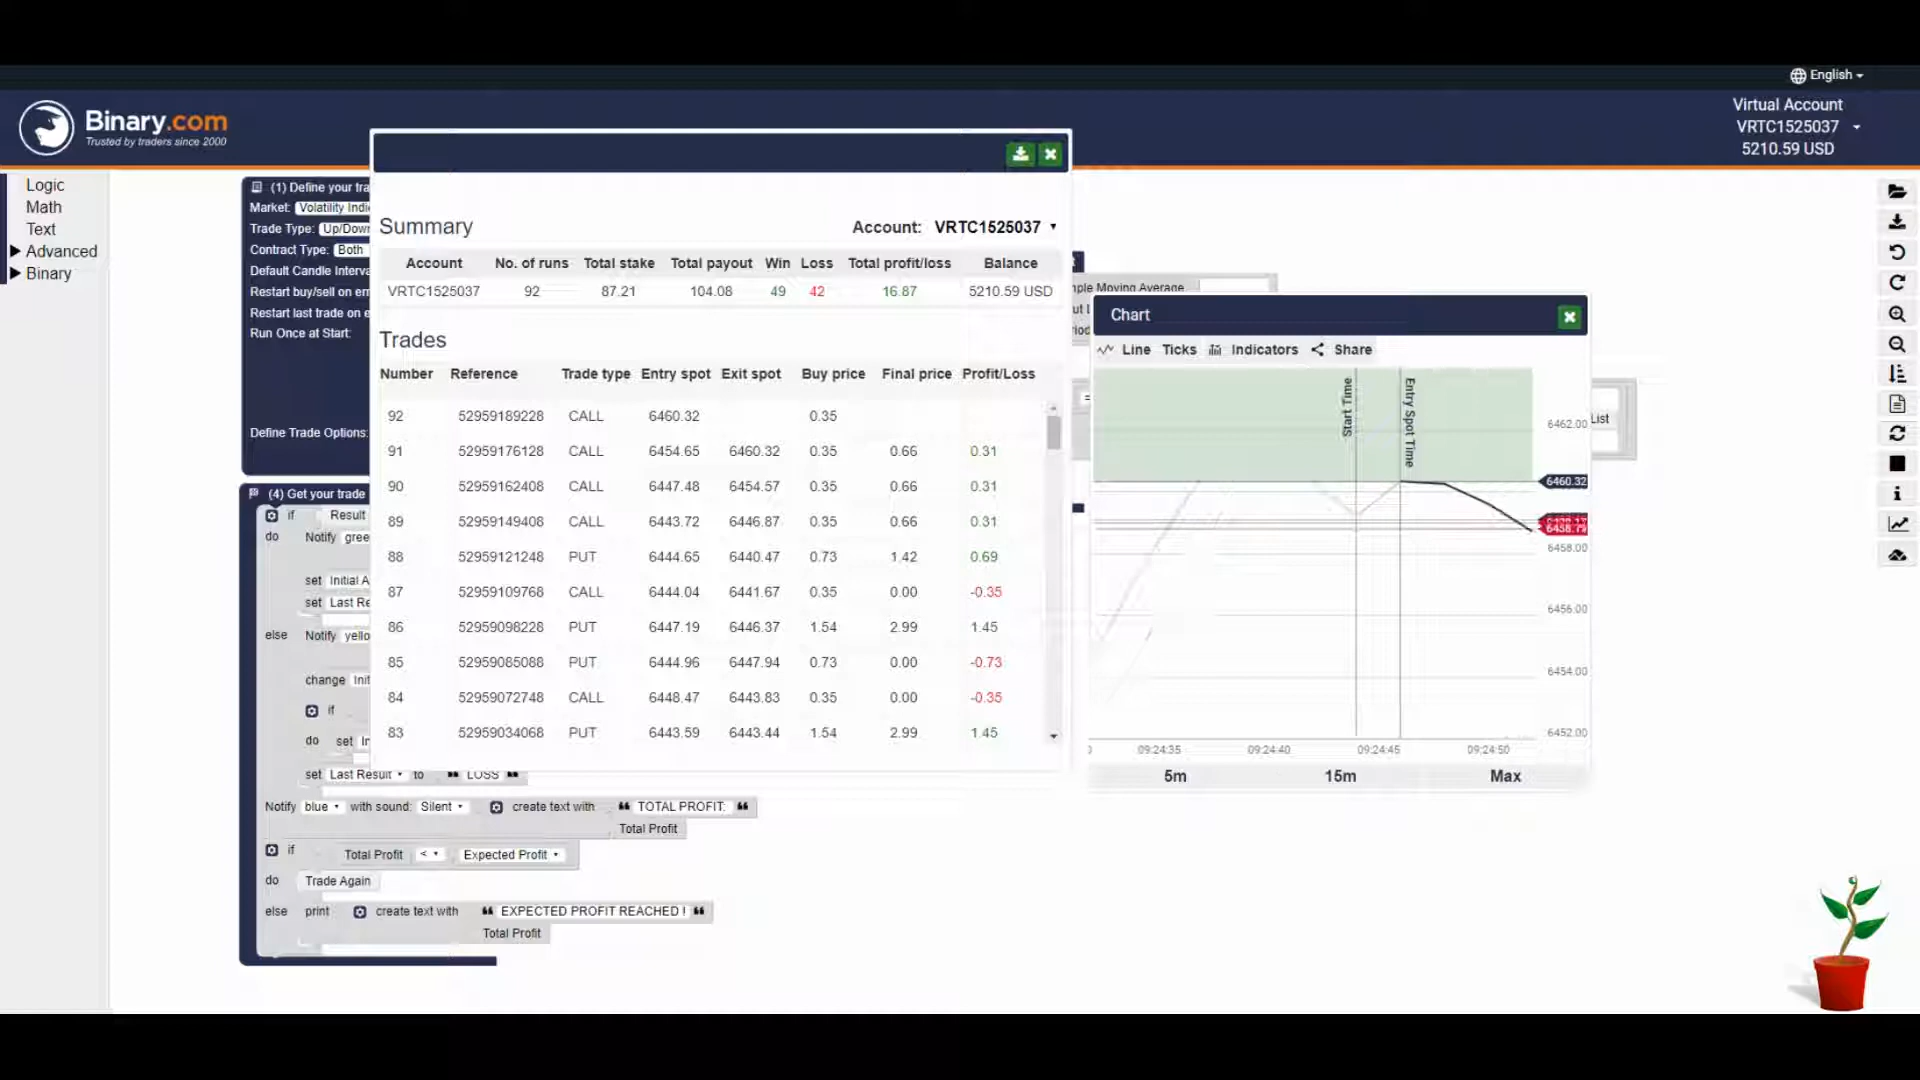 English
Binary.com
Trusted by traders since 2000
Virtual Account
VRTC1525037
5210.59 USD
Logic
Math
Text
Advanced
Binary
(1) Define your tra
Market: Volatility Indi
Trade Type: Up/Down
Contract Type: Both
Default Candle Interva
Restart buy/sell on err
Restart last trade on e
Run Once at Start:
Define Trade Options:
Summary
Account: VRTC1525037
Account No. of runs Total stake Total payout Win Loss Total profit/loss Balance
VRTC1525037 92 87.21 104.08 49 42 16.87 5210.59 USD
Trades
Number Reference Trade type Entry spot Exit spot Buy price Final price Profit/Loss
92 52959189228 CALL 6460.32 0.35
91 52959176128 CALL 6454.65 6460.32 0.35 0.66 0.31
90 52959162408 CALL 6447.48 6454.57 0.35 0.66 0.31
89 52959149408 CALL 6443.72 6446.87 0.35 0.66 0.31
88 52959121248 PUT 6444.65 6440.47 0.73 1.42 0.69
87 52959109768 CALL 6444.04 6441.67 0.35 0.00 -0.35
86 52959098228 PUT 6447.19 6446.37 1.54 2.99 1.45
85 52959085088 PUT 6444.96 6447.94 0.73 0.00 -0.73
84 52959072748 CALL 6448.47 6443.83 0.35 0.00 -0.35
83 52959034068 PUT 6443.59 6443.44 1.54 2.99 1.45
mple Moving Average
List
Chart
Line Ticks Indicators Share
Start Time
Entry Spot Time
6462.00
6460.32
6458.79
6458.00
6456.00
6454.00
6452.00
09:24:35 09:24:40 09:24:45 09:24:50
5m 15m Max
(4) Get your trade
if Result
do Notify gree
set Initial A
set Last Re
else Notify yello
change Init
if
do set In
set Last Result to " LOSS "
Notify blue with sound: Silent create text with " TOTAL PROFIT: "
Total Profit
if Total Profit < Expected Profit
do Trade Again
else print create text with " EXPECTED PROFIT REACHED ! "
Total Profit